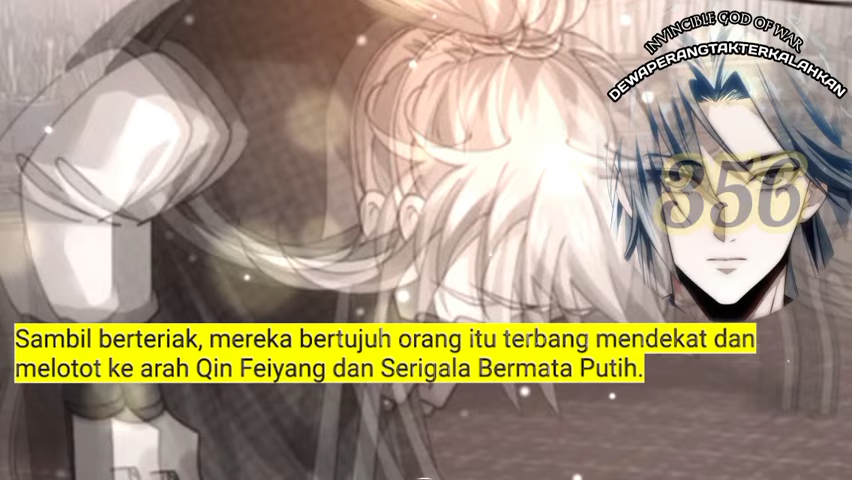 INVINCIBLE GOD OF WAR
DEWAPERANGTAKTERKALAHKAN
356
Sambil berteriak, mereka bertujuh orang itu terbang mendekat dan
melotot ke arah Qin Feiyang dan Serigala Bermata Putih.